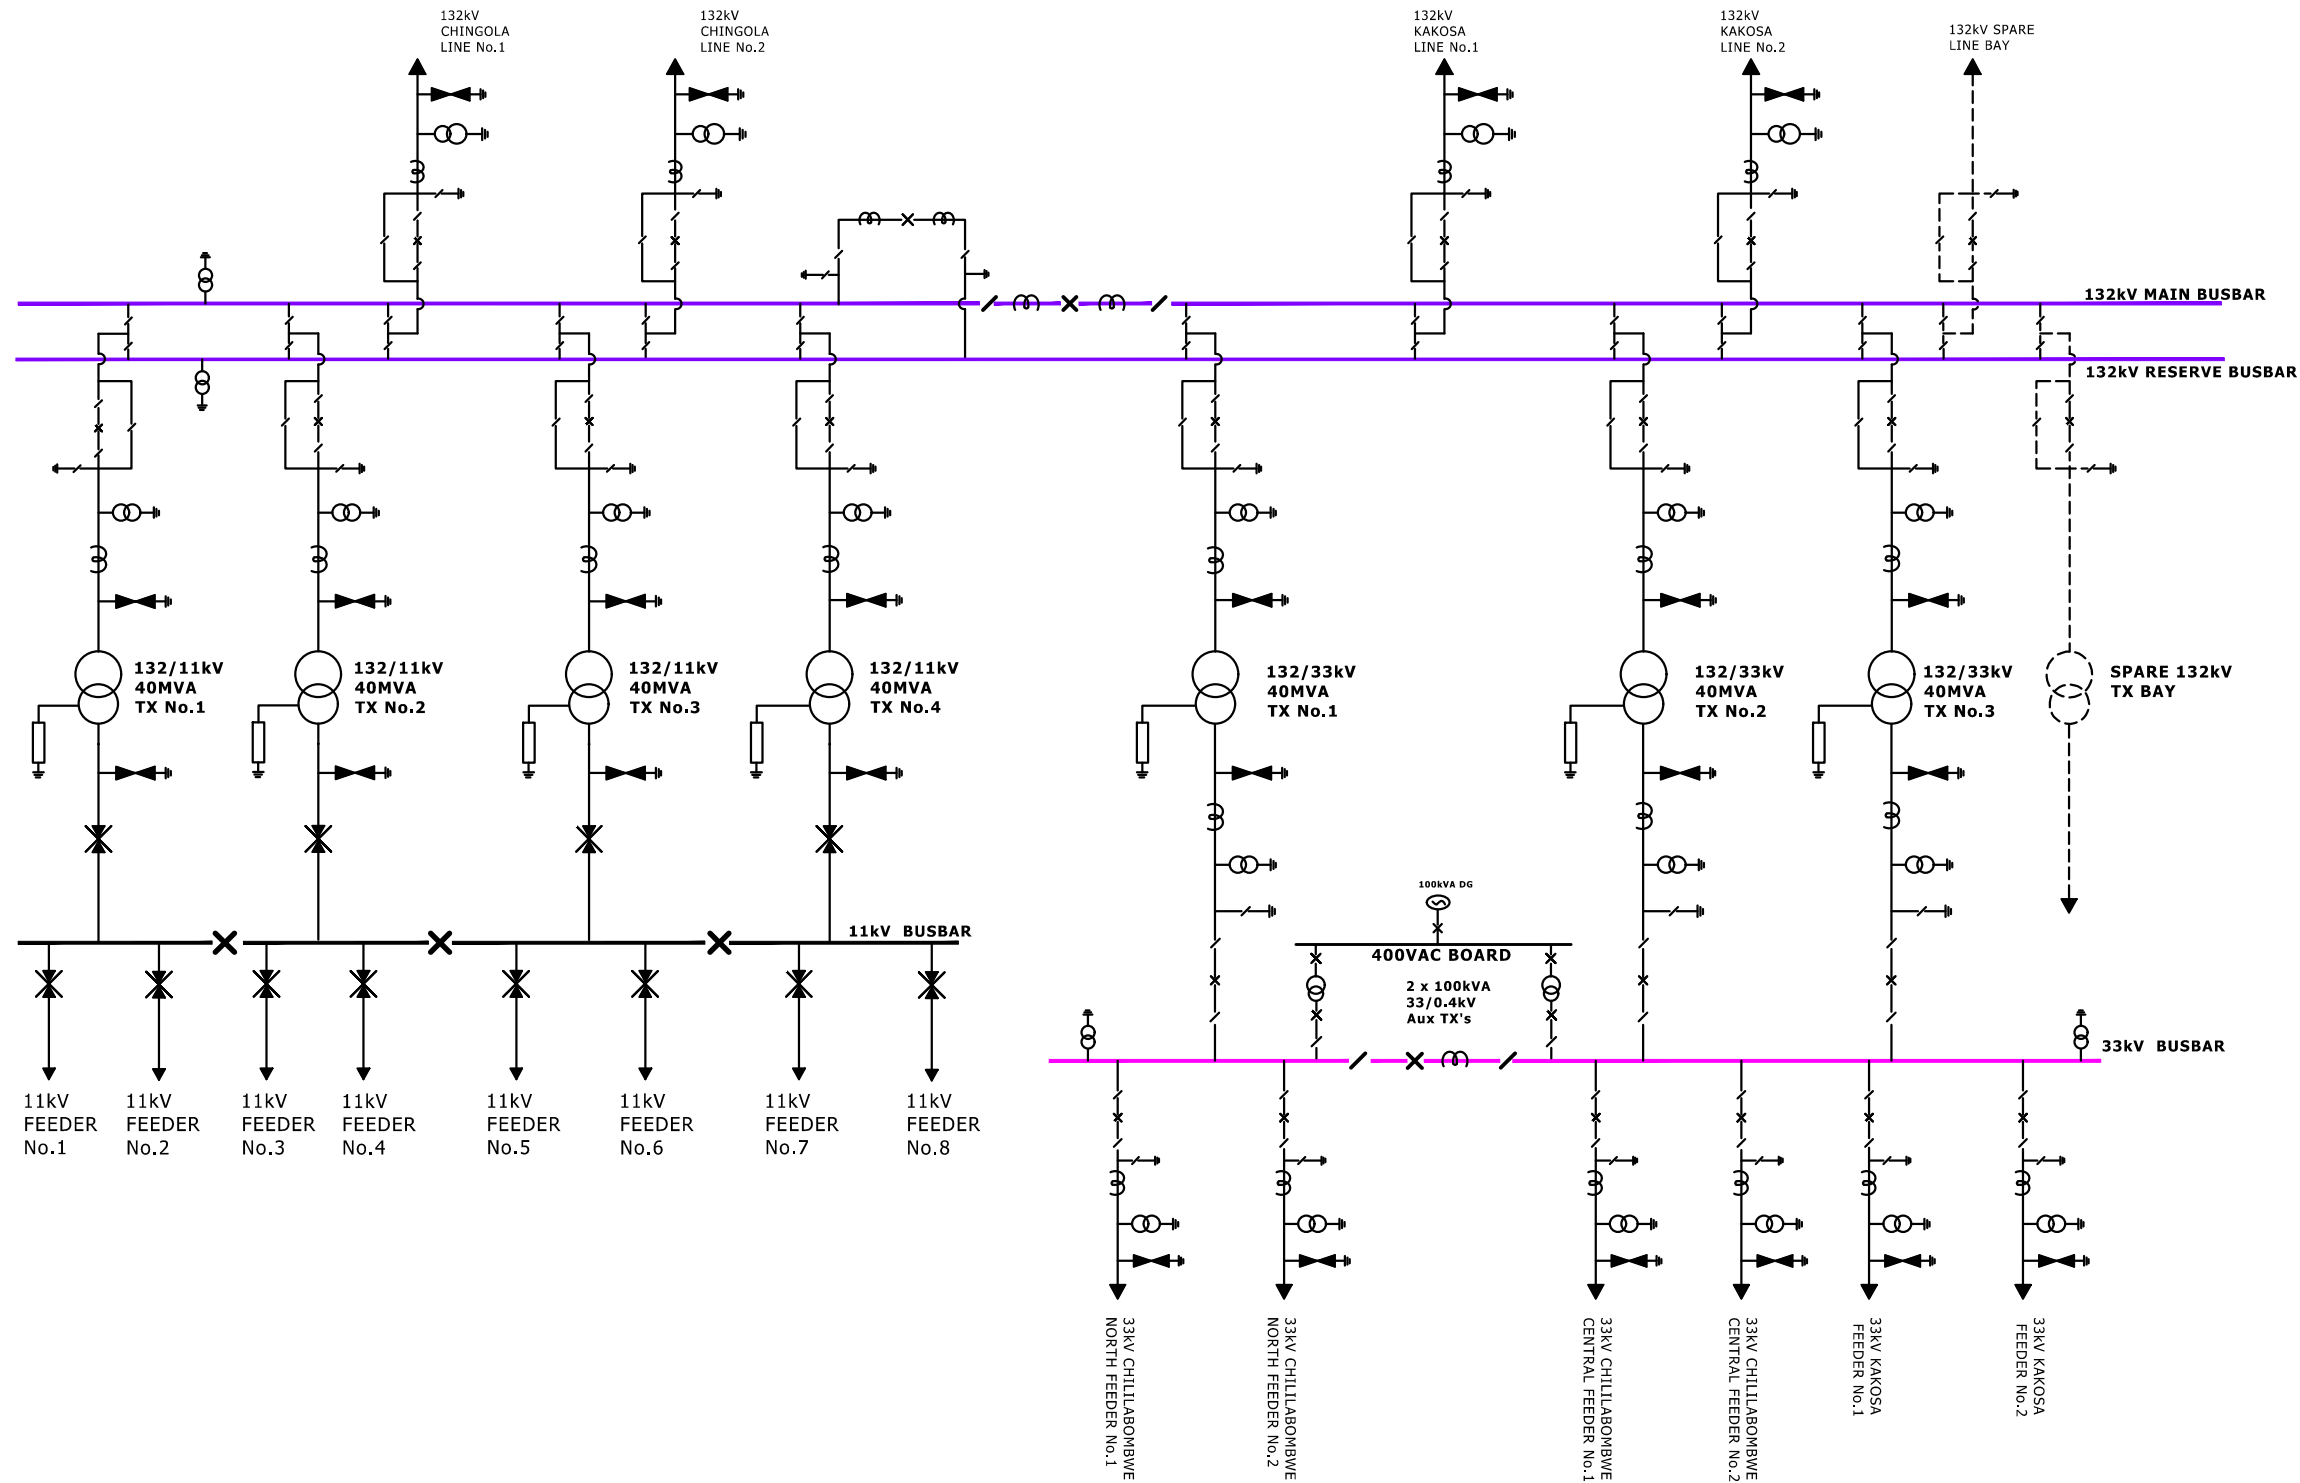 132kV
CHINGOLA
LINE No.1
132kV
CHINGOLA
LINE No.2
132kV
KAKOSA
LINE No.1
132kV
KAKOSA
LINE No.2
132kV SPARE
LINE BAY
132kV MAIN BUSBAR
132kV RESERVE BUSBAR
132/11kV
40MVA
TX No.1
132/11kV
40MVA
TX No.2
132/11kV
40MVA
TX No.3
132/11kV
40MVA
TX No.4
132/33kV
40MVA
TX No.1
132/33kV
40MVA
TX No.2
132/33kV
40MVA
TX No.3
SPARE 132kV
TX BAY
100kVA DG
11kV BUSBAR
400VAC BOARD
2 x 100kVA
33/0.4kV
Aux TX's
33kV BUSBAR
11kV
FEEDER
No.1
11kV
FEEDER
No.2
11kV
FEEDER
No.3
11kV
FEEDER
No.4
11kV
FEEDER
No.5
11kV
FEEDER
No.6
11kV
FEEDER
No.7
11kV
FEEDER
No.8
33kV CHILILABOMBWE
NORTH FEEDER No.1
33kV CHILILABOMBWE
NORTH FEEDER No.2
33kV CHILILABOMBWE
CENTRAL FEEDER No.1
33kV CHILILABOMBWE
CENTRAL FEEDER No.2
33kV KAKOSA
FEEDER No.1
33kV KAKOSA
FEEDER No.2